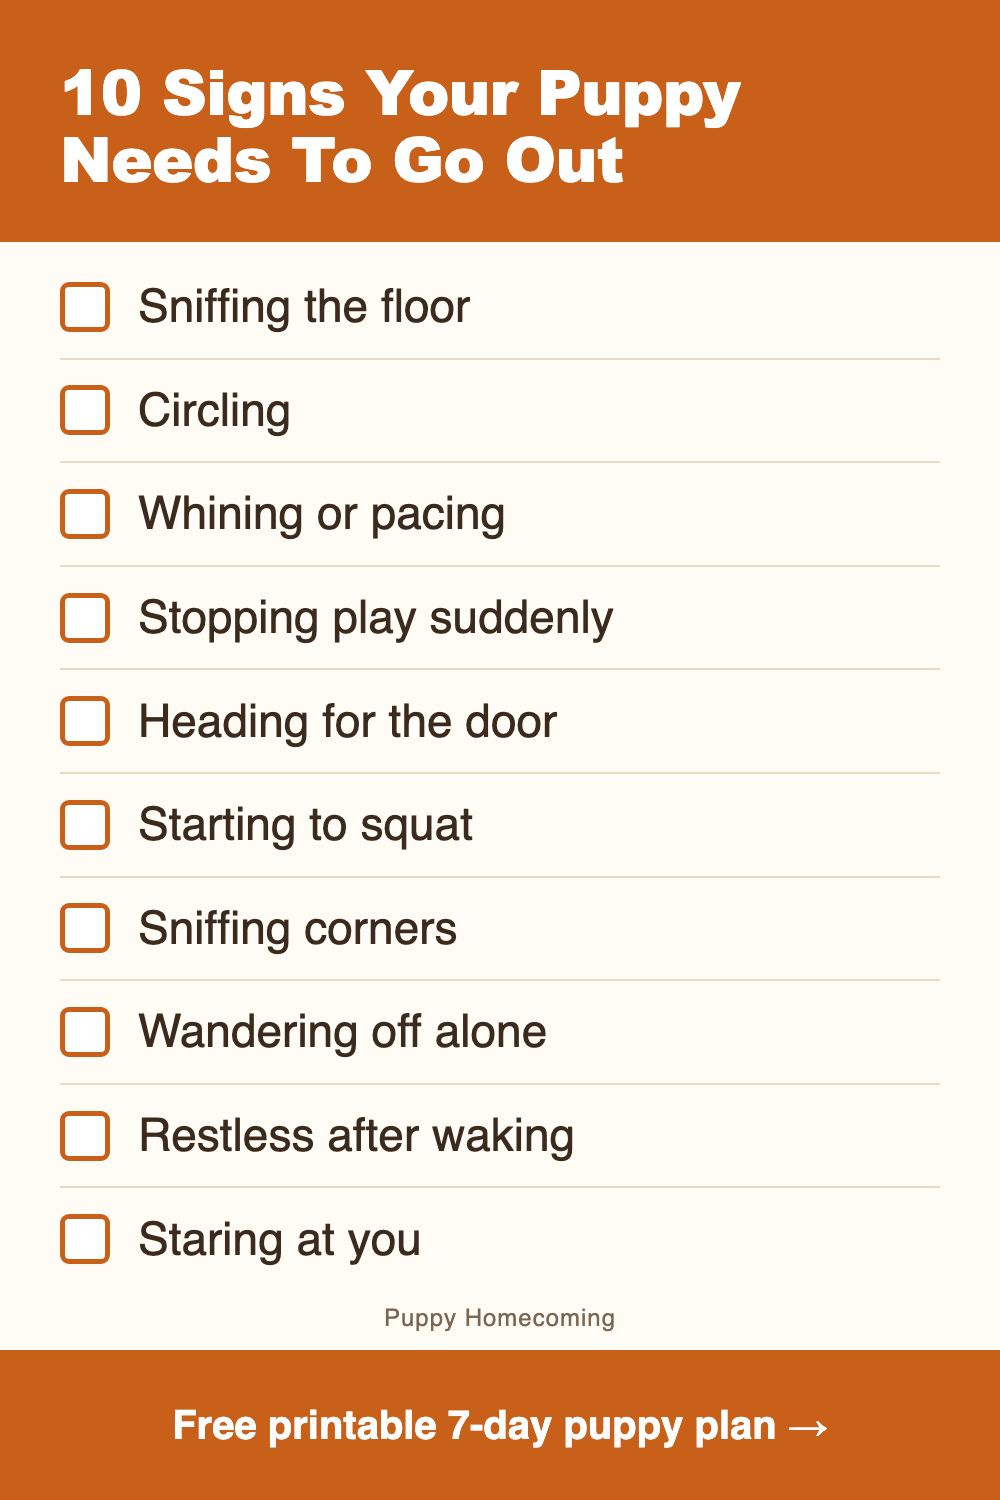 10 Signs Your Puppy
Needs To Go Out
Sniffing the floor
Circling
Whining or pacing
Stopping play suddenly
Heading for the door
Starting to squat
Sniffing corners
Wandering off alone
Restless after waking
Staring at you
Puppy Homecoming
Free printable 7-day puppy plan →